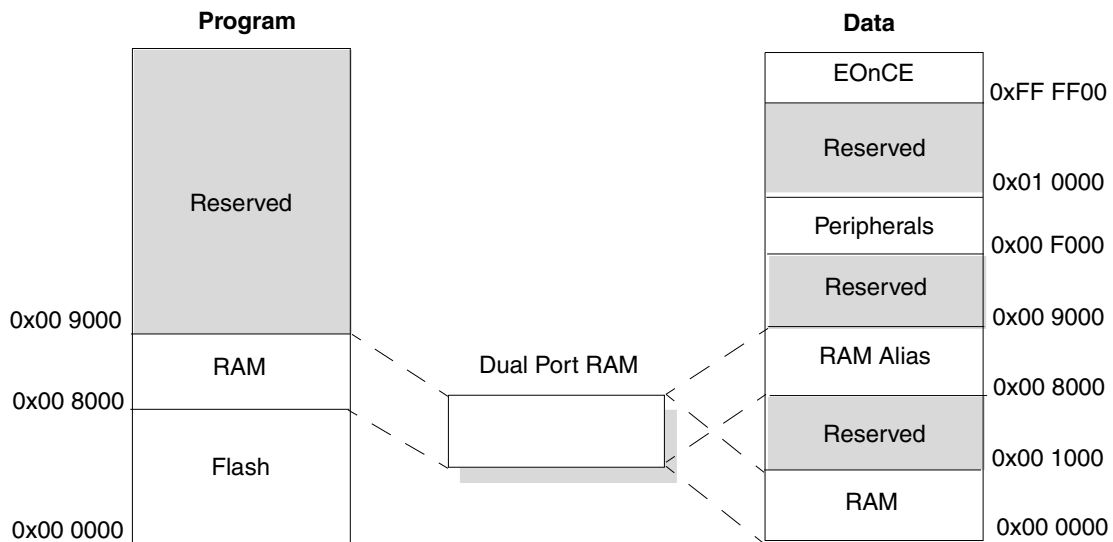 Program
Reserved
0x00 9000
RAM
0x00 8000
Flash
0x00 0000
Dual Port RAM
Data
EOnCE
0xFF FF00
Reserved
0x01 0000
Peripherals
0x00 F000
Reserved
0x00 9000
RAM Alias
0x00 8000
Reserved
0x00 1000
RAM
0x00 0000